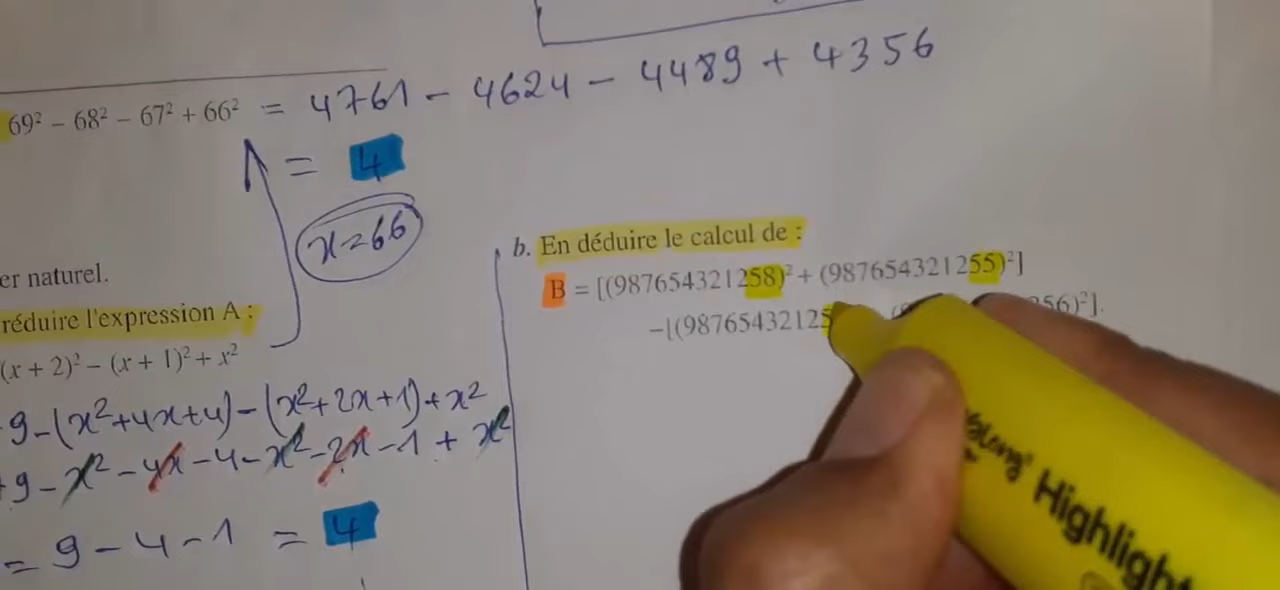 69² − 68² − 67² + 66² = 4761 − 4624 − 4489 + 4356
= 4
x = 66
er naturel.
réduire l'expression A :
(x + 2)² − (x + 1)² + x²
9 − (x² + 4x + 4) − (x² + 2x + 1) + x²
+ 9 − x² − 4x − 4 − x² − 2x − 1 + x²
= 9 − 4 − 1 = 4
b. En déduire le calcul de :
B = [(987654321258)² + (987654321255)²]
−[(98765432125 256)²].
Highlight